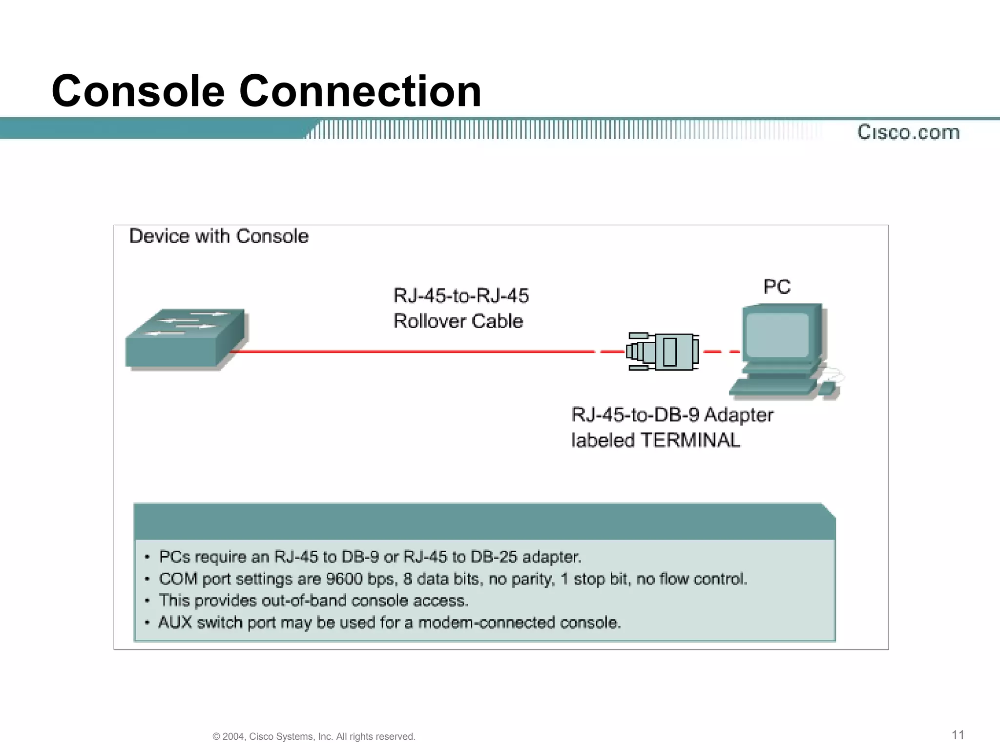 Console Connection
Cisco.com
Device with Console
RJ-45-to-RJ-45
Rollover Cable
PC
RJ-45-to-DB-9 Adapter
labeled TERMINAL
• PCs require an RJ-45 to DB-9 or RJ-45 to DB-25 adapter.
• COM port settings are 9600 bps, 8 data bits, no parity, 1 stop bit, no flow control.
• This provides out-of-band console access.
• AUX switch port may be used for a modem-connected console.
© 2004, Cisco Systems, Inc. All rights reserved.
11